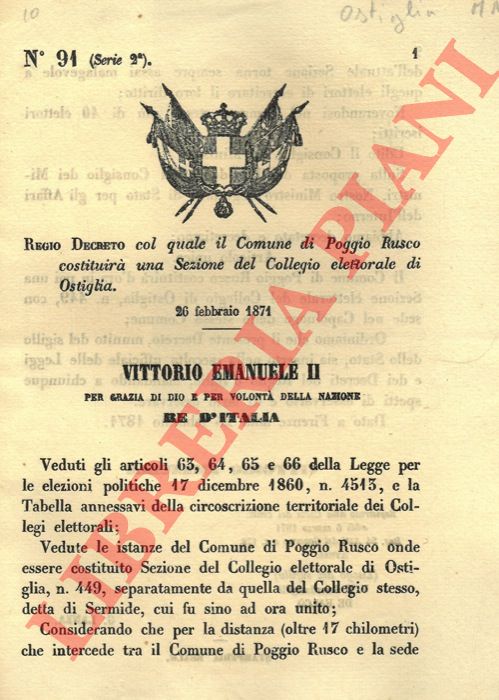 10
Ostiglia MN
N° 91 (Serie 2ª).
1
REGIO DECRETO col quale il Comune di Poggio Rusco
costituirà una Sezione del Collegio elettorale di
Ostiglia.
26 febbraio 1871
VITTORIO EMANUELE II
PER GRAZIA DI DIO E PER VOLONTÀ DELLA NAZIONE
RE D'ITALIA
Veduti gli articoli 63, 64, 65 e 66 della Legge per
le elezioni politiche 17 dicembre 1860, n. 4513, e la
Tabella annessavi della circoscrizione territoriale dei Col-
legi elettorali;
Vedute le istanze del Comune di Poggio Rusco onde
essere costituito Sezione del Collegio elettorale di Osti-
glia, n. 449, separatamente da quella del Collegio stesso,
detta di Sermide, cui fu sino ad ora unito;
Considerando che per la distanza (oltre 17 chilometri)
che intercede tra il Comune di Poggio Rusco e la sede
LIBRERIA PIANI